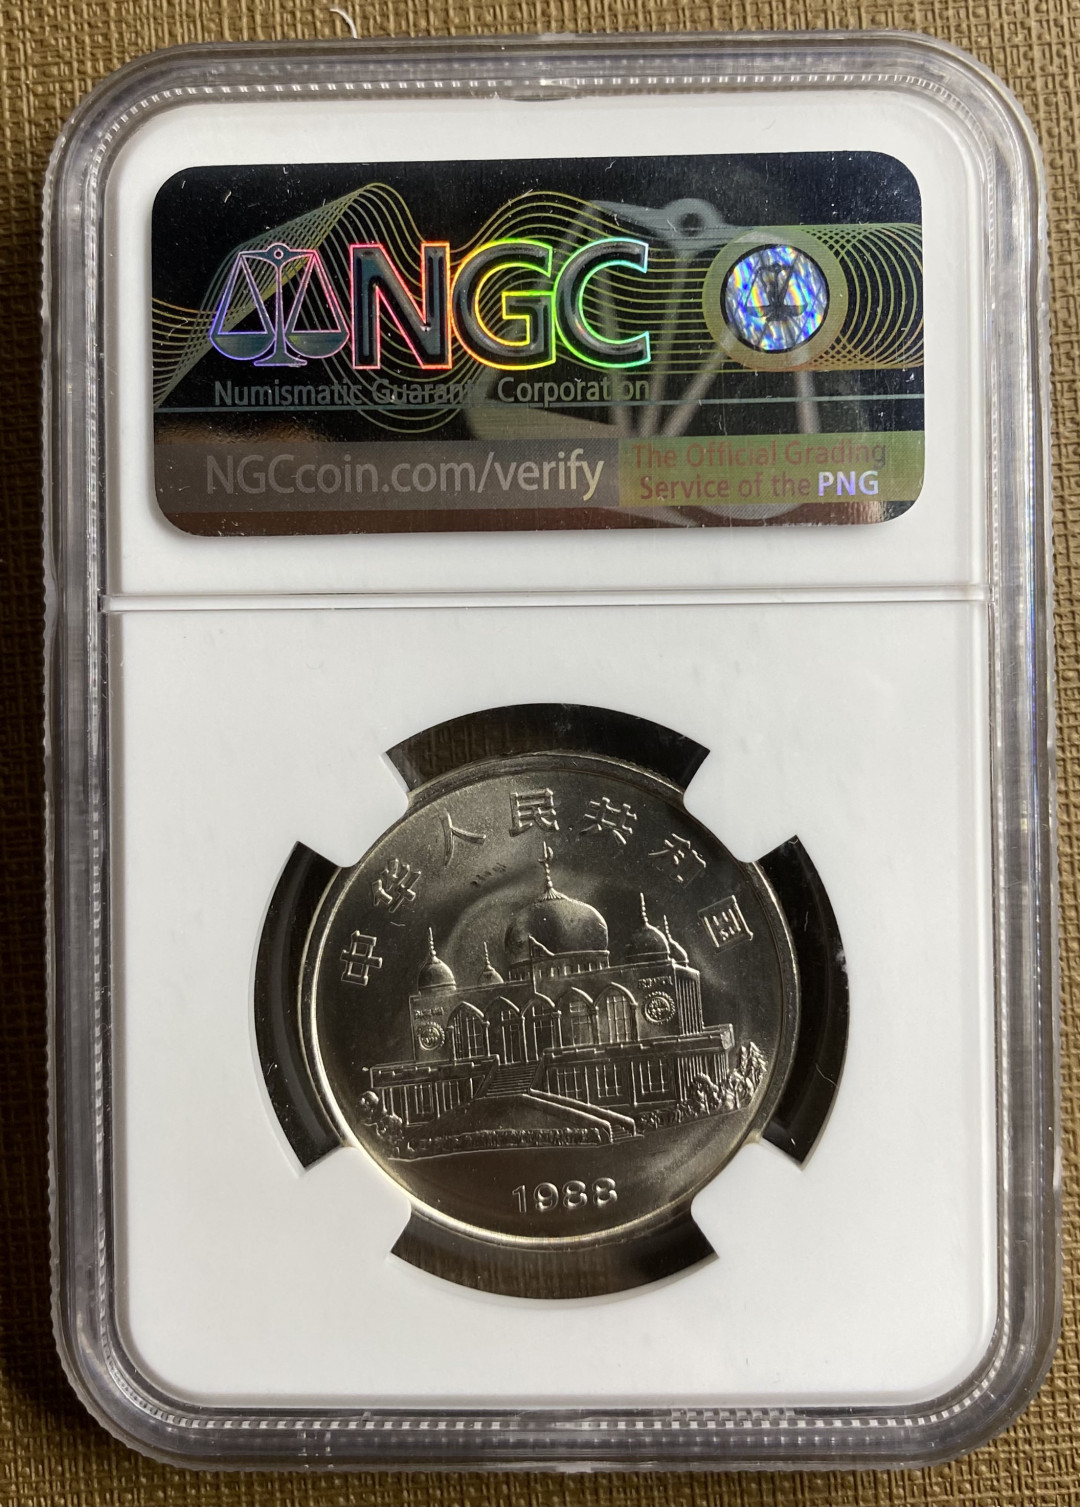 NGC
Numismatic Guaranty Corporation
NGCcoin.com/verify
The Official Grading
Service of the PNG
中华人民共和国
1988